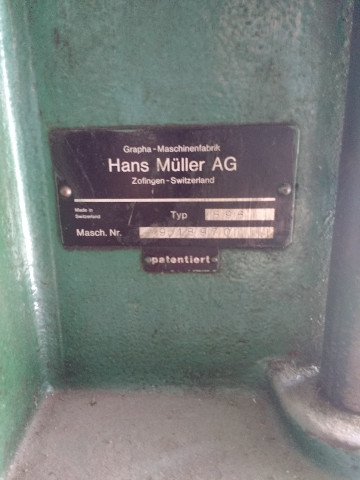 Grapha-Maschinenfabrik
Hans Müller AG
Zofingen-Switzerland
Made in
Switzerland
Typ
Masch. Nr.
patentiert